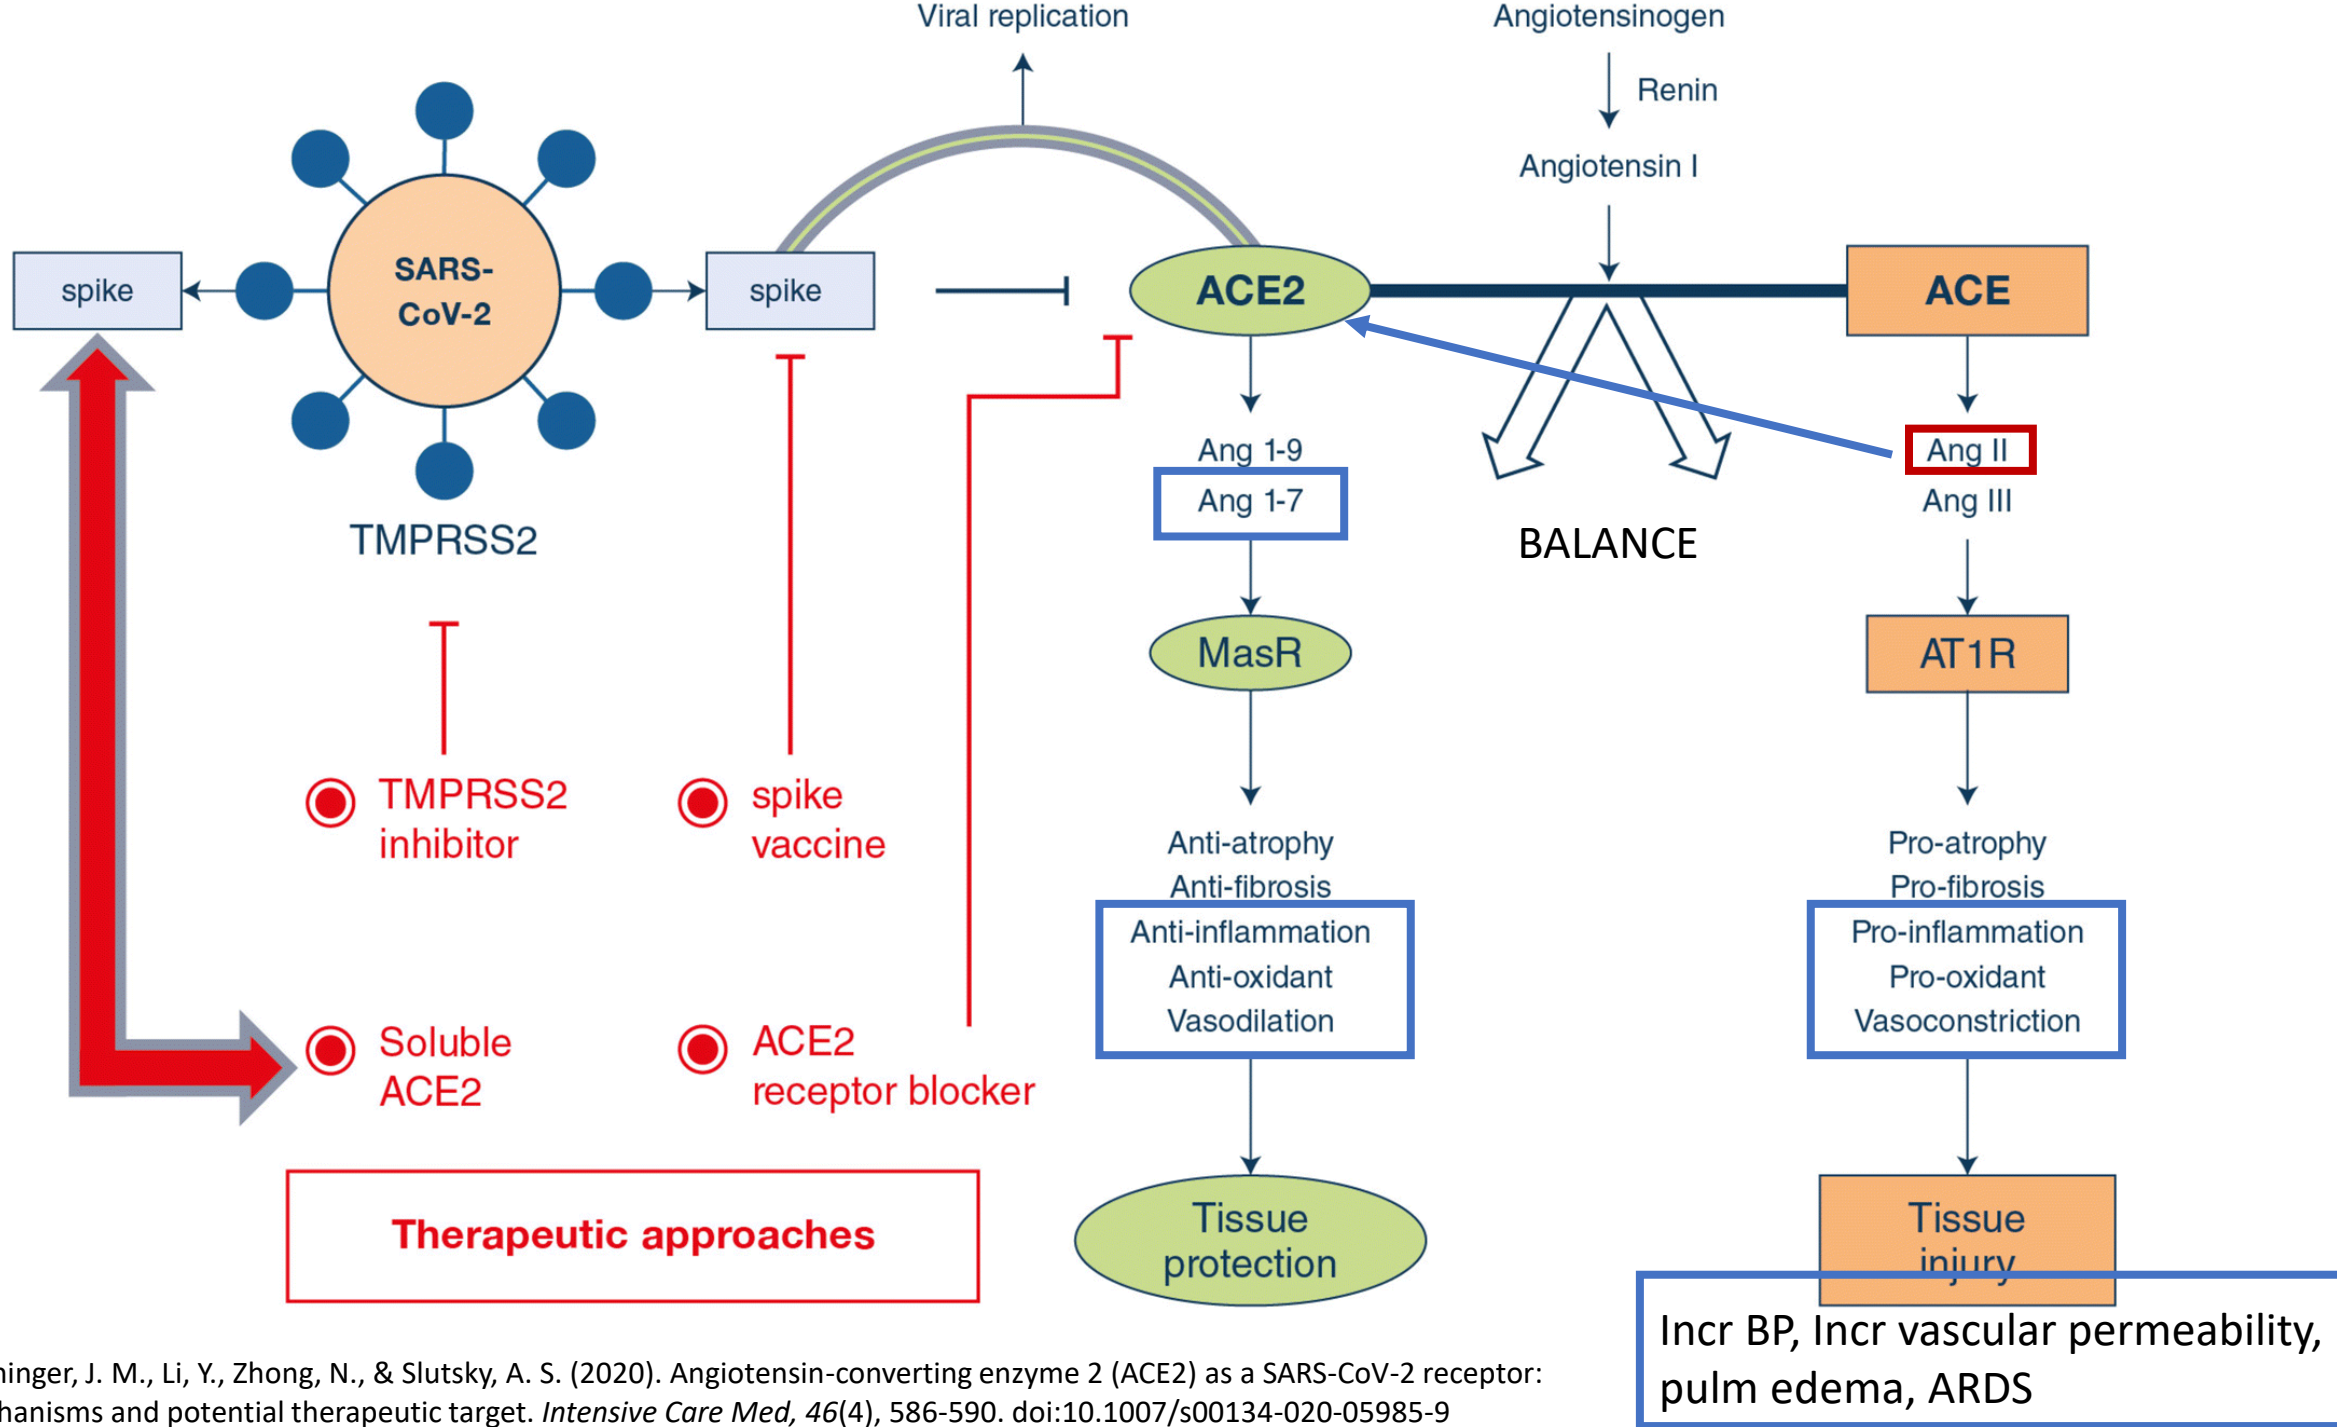 Viral replication
Angiotensinogen
Renin
Angiotensin I
spike
SARS-
CoV-2
spike
ACE2
ACE
TMPRSS2
Ang 1-9
Ang 1-7
BALANCE
Ang II
Ang III
MasR
AT1R
TMPRSS2
inhibitor
spike
vaccine
Soluble
ACE2
ACE2
receptor blocker
Anti-atrophy
Anti-fibrosis
Anti-inflammation
Anti-oxidant
Vasodilation
Pro-atrophy
Pro-fibrosis
Pro-inflammation
Pro-oxidant
Vasoconstriction
Therapeutic approaches
Tissue
protection
Tissue
injury
Incr BP, Incr vascular permeability,
pulm edema, ARDS
ninger, J. M., Li, Y., Zhong, N., & Slutsky, A. S. (2020). Angiotensin-converting enzyme 2 (ACE2) as a SARS-CoV-2 receptor:
hanisms and potential therapeutic target. Intensive Care Med, 46(4), 586-590. doi:10.1007/s00134-020-05985-9